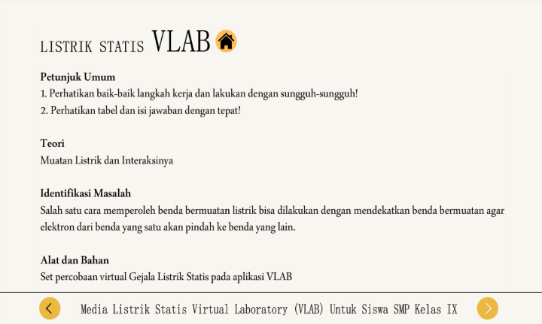 LISTRIK STATIS VLAB
Petunjuk Umum
1. Perhatikan baik-baik langkah kerja dan lakukan dengan sungguh-sungguh!
2. Perhatikan tabel dan isi jawaban dengan tepat!
Teori
Muatan Listrik dan Interaksinya
Identifikasi Masalah
Salah satu cara memperoleh benda bermuatan listrik bisa dilakukan dengan mendekatkan benda bermuatan agar
elektron dari benda yang satu akan pindah ke benda yang lain.
Alat dan Bahan
Set percobaan virtual Gejala Listrik Statis pada aplikasi VLAB
Media Listrik Statis Virtual Laboratory (VLAB) Untuk Siswa SMP Kelas IX